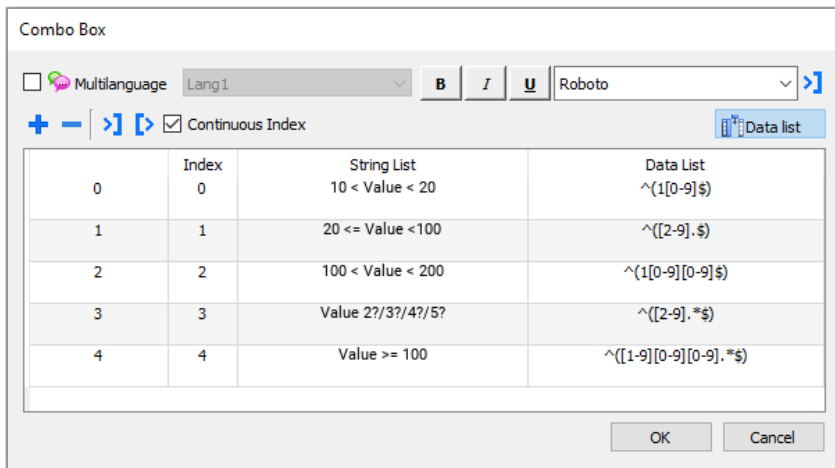 Combo Box
Multilanguage Lang1 B I U Roboto
Continuous Index Data list
Index String List Data List
0 0 10 < Value < 20 ^(1[0-9]$)
1 1 20 <= Value <100 ^([2-9].$)
2 2 100 < Value < 200 ^(1[0-9][0-9]$)
3 3 Value 2?/3?/4?/5? ^([2-9].*$)
4 4 Value >= 100 ^([1-9][0-9][0-9].*$)
OK Cancel